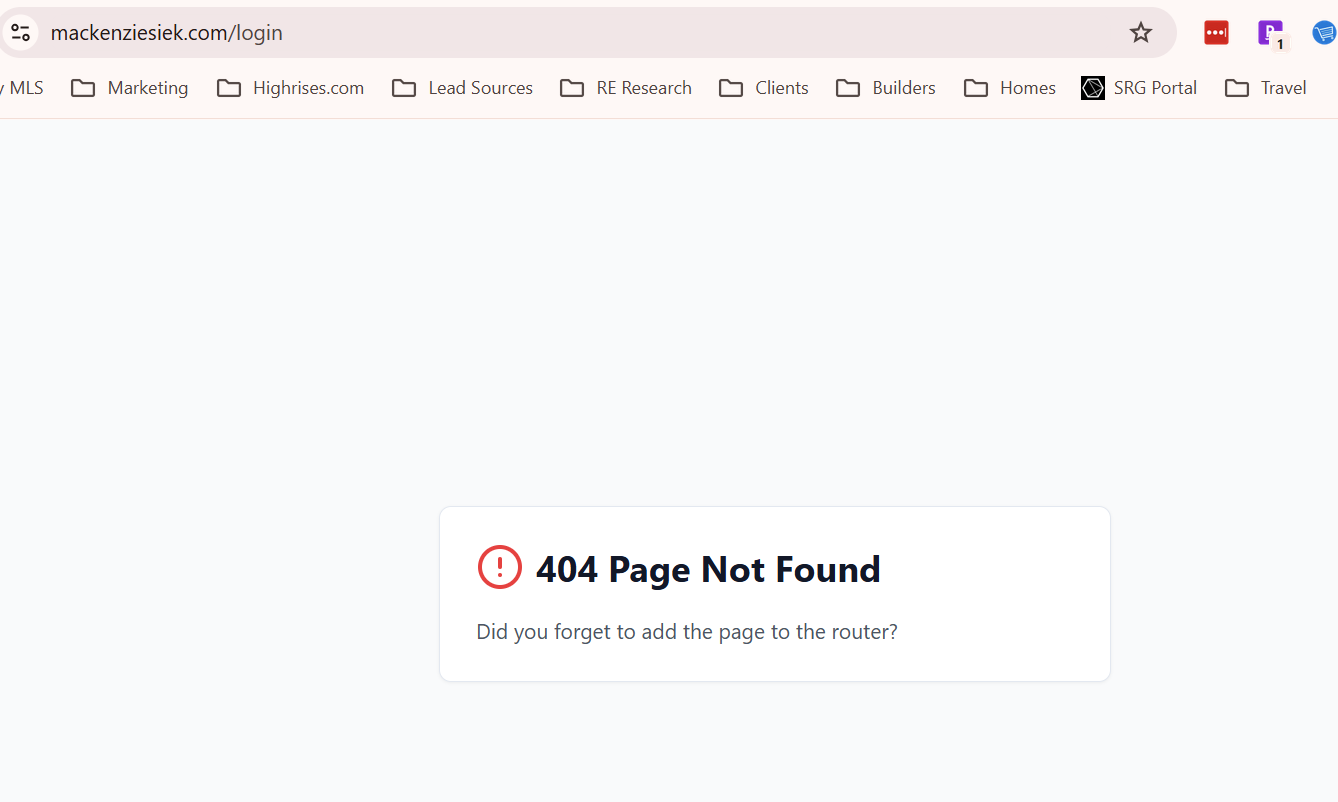 mackenziesiek.com/login
1
y MLS Marketing Highrises.com Lead Sources RE Research Clients Builders Homes SRG Portal Travel
404 Page Not Found
Did you forget to add the page to the router?